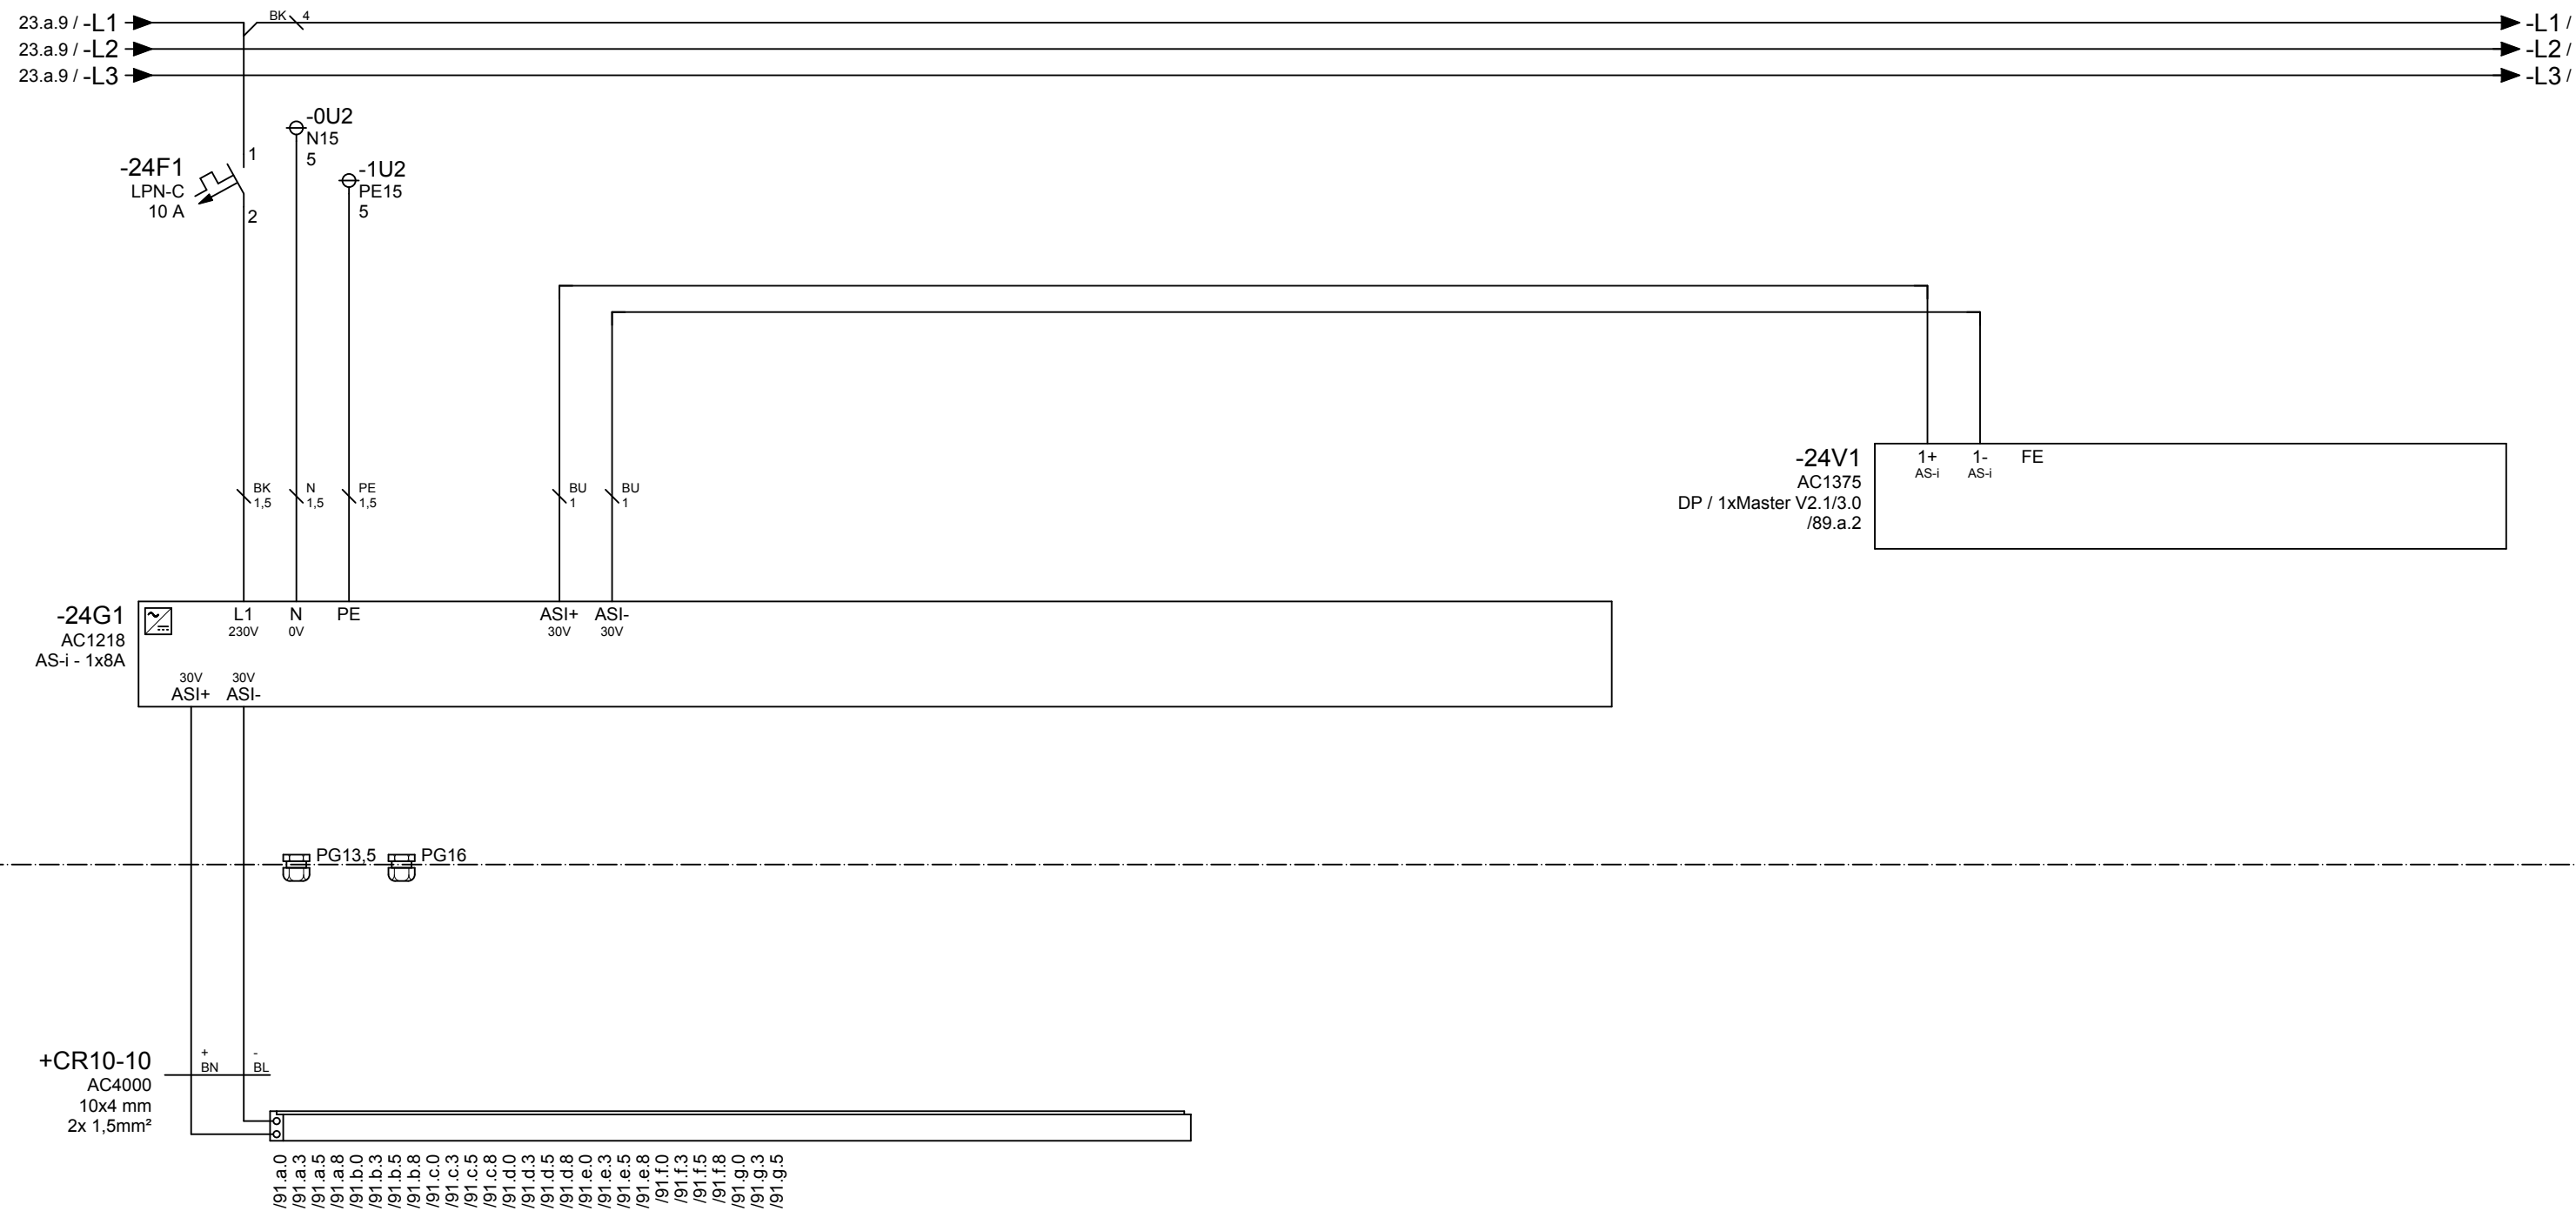 23.a.9 / -L1
BK 4
-L1 /
23.a.9 / -L2
-L2 /
23.a.9 / -L3
-L3 /
-0U2
N15
5
-24F1
LPN-C
10 A
1
2
-1U2
PE15
5
BK
1,5
N
1,5
PE
1,5
BU
1
BU
1
-24V1
AC1375
DP / 1xMaster V2.1/3.0
/89.a.2
1+
AS-i
1-
AS-i
FE
-24G1
AC1218
AS-i - 1x8A
L1
230V
N
0V
PE
ASI+
30V
ASI-
30V
30V
ASI+
30V
ASI-
PG13,5
PG16
+CR10-10
AC4000
10x4 mm
2x 1,5mm²
+
BN
-
BL
/91.a.0
/91.a.3
/91.a.5
/91.a.8
/91.b.0
/91.b.3
/91.b.5
/91.b.8
/91.c.0
/91.c.3
/91.c.5
/91.c.8
/91.d.0
/91.d.3
/91.d.5
/91.d.8
/91.e.0
/91.e.3
/91.e.5
/91.e.8
/91.f.0
/91.f.3
/91.f.5
/91.f.8
/91.g.0
/91.g.3
/91.g.5